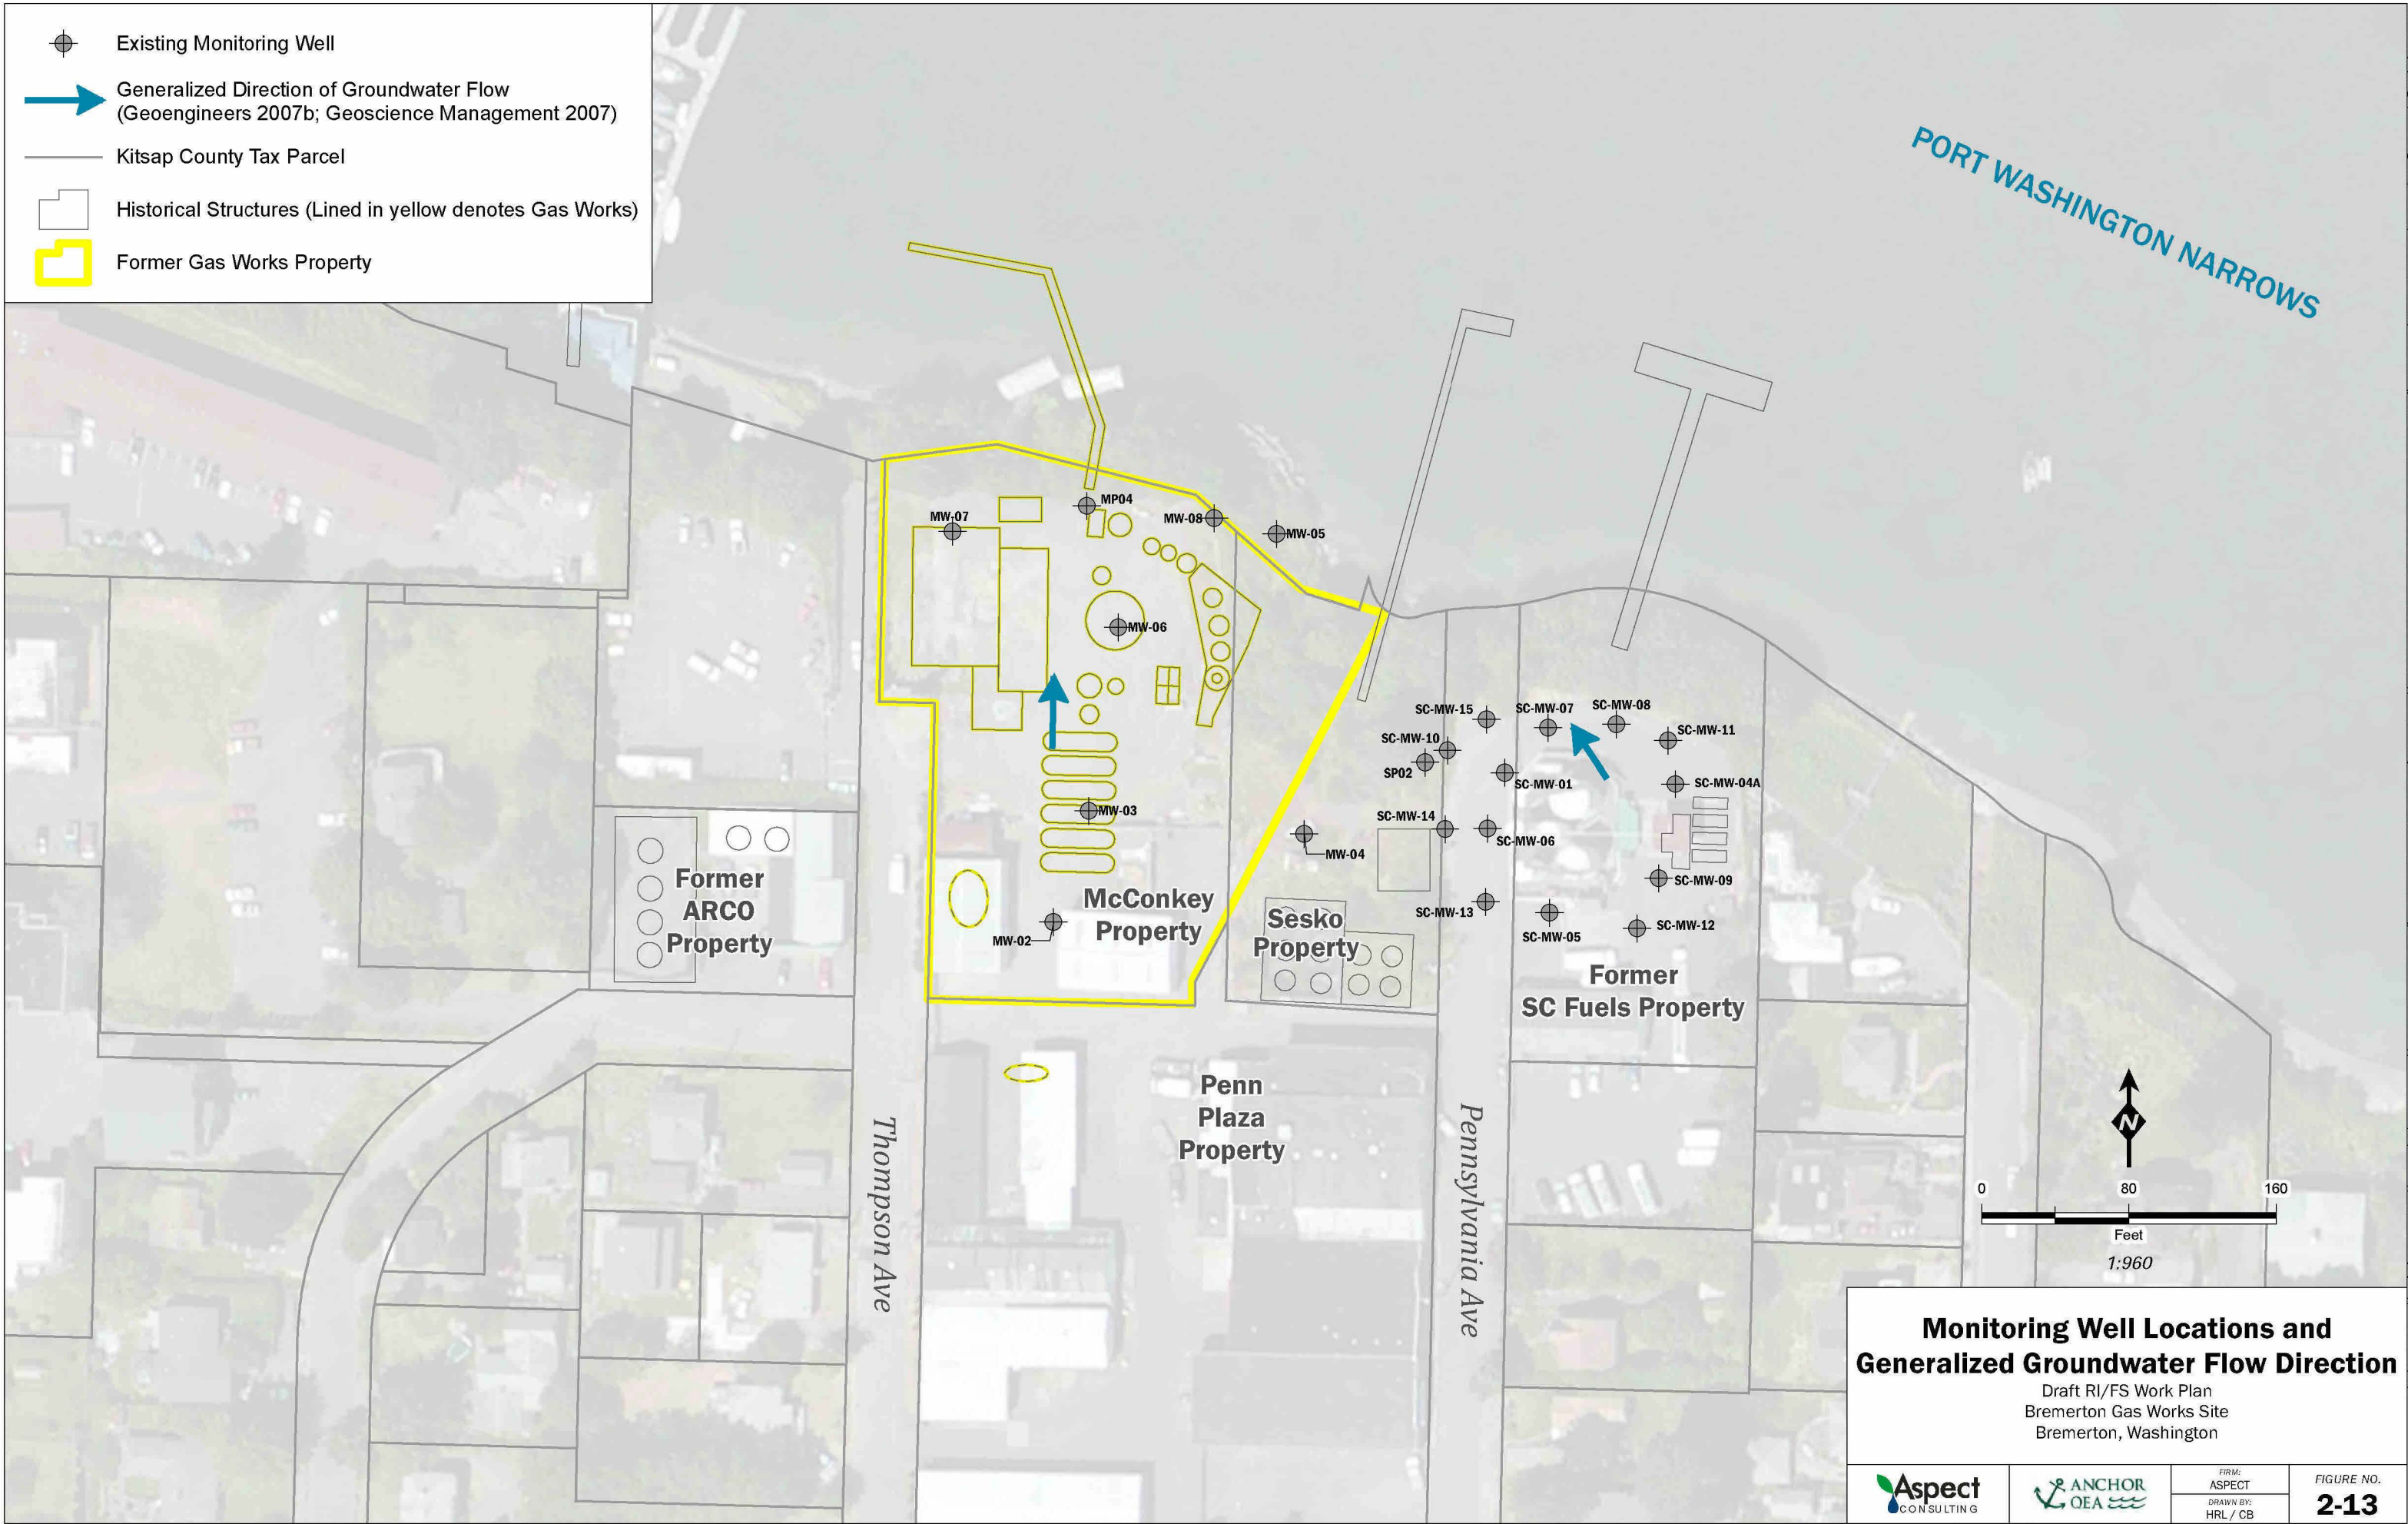 Existing Monitoring Well
Generalized Direction of Groundwater Flow
(Geoengineers 2007b; Geoscience Management 2007)
Kitsap County Tax Parcel
Historical Structures (Lined in yellow denotes Gas Works)
Former Gas Works Property
PORT WASHINGTON NARROWS
MP04
MW-07
MW-08
MW-05
MW-06
SC-MW-15
SC-MW-07
SC-MW-08
SC-MW-10
SC-MW-11
SP02
SC-MW-01
SC-MW-04A
MW-03
SC-MW-14
SC-MW-06
MW-04
SC-MW-09
SC-MW-13
SC-MW-05
SC-MW-12
MW-02
Former
ARCO
Property
McConkey
Property
Sesko
Property
Former
SC Fuels Property
Penn
Plaza
Property
Thompson Ave
Pennsylvania Ave
N
0 80 160
Feet
1:960
Monitoring Well Locations and
Generalized Groundwater Flow Direction
Draft RI/FS Work Plan
Bremerton Gas Works Site
Bremerton, Washington
Aspect
CONSULTING
ANCHOR
QEA
FIRM:
ASPECT
DRAWN BY:
HRL / CB
FIGURE NO.
2-13